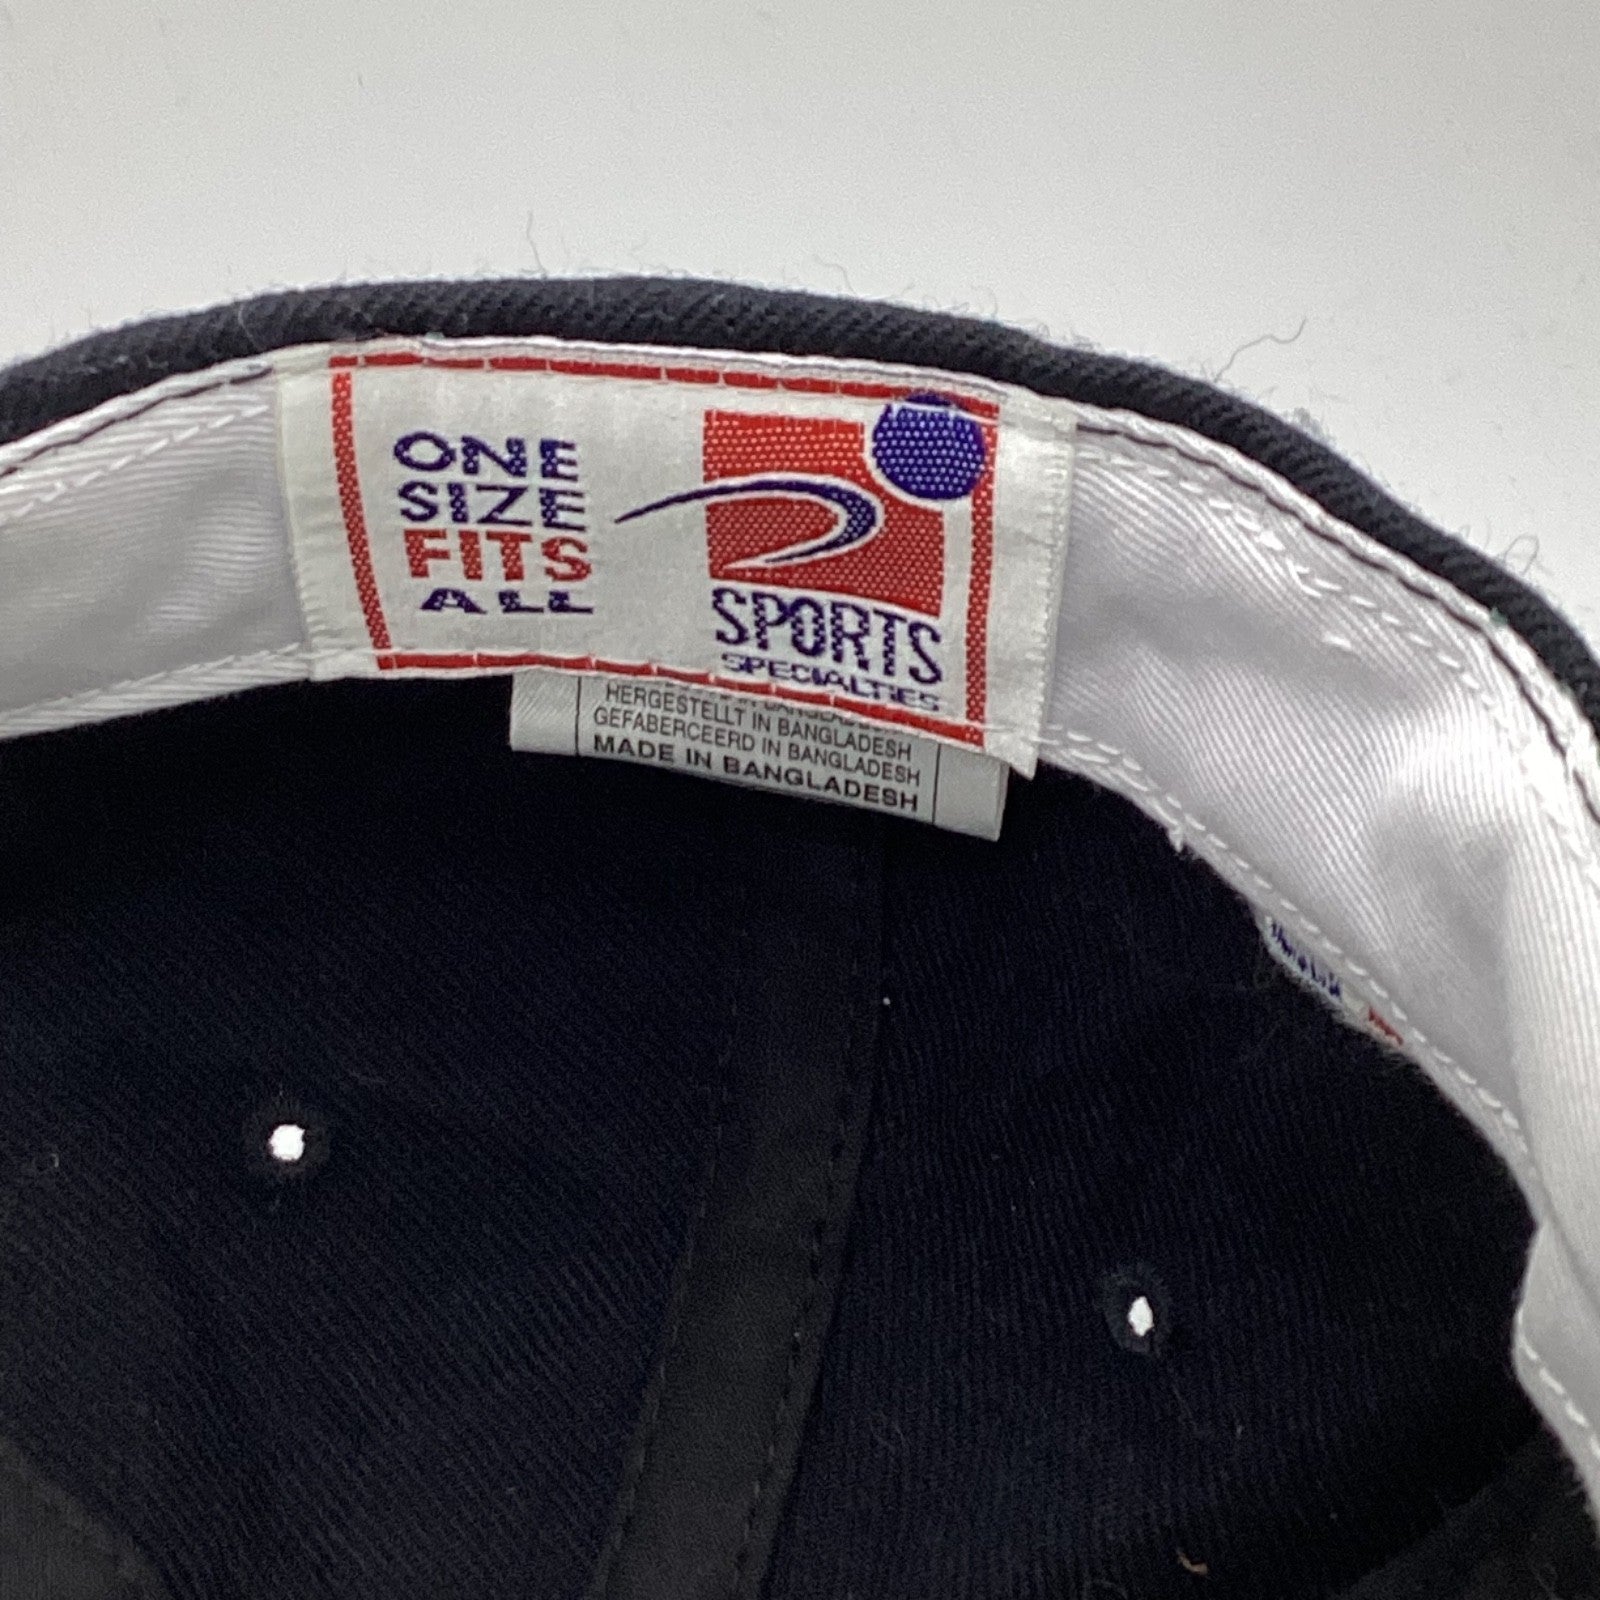 ONE
SIZE
FITS
ALL
SPORTS
SPECIALTIES
HERGESTELLT IN BANGLADESH
GEFABERCEERD IN BANGLADESH
MADE IN BANGLADESH